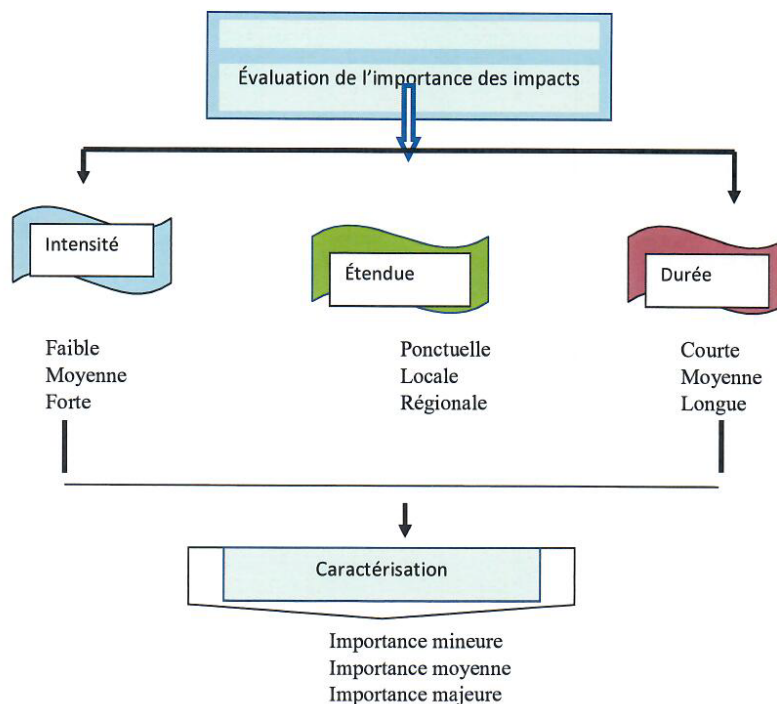 Évaluation de l'importance des impacts
Intensité
Étendue
Durée
Faible
Moyenne
Forte
Ponctuelle
Locale
Régionale
Courte
Moyenne
Longue
Caractérisation
Importance mineure
Importance moyenne
Importance majeure